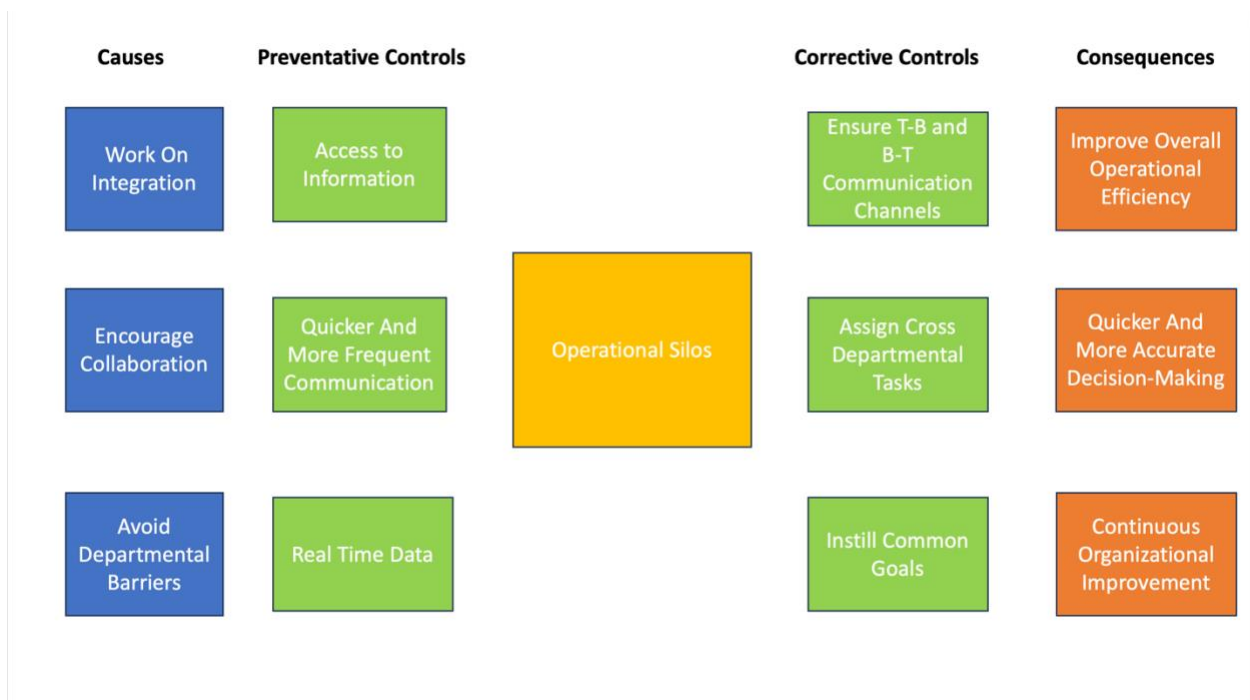 Causes
Preventative Controls
Corrective Controls
Consequences
Work On
Integration
Access to
Information
Ensure T-B and
B-T
Communication
Channels
Improve Overall
Operational
Efficiency
Encourage
Collaboration
Quicker And
More Frequent
Communication
Operational Silos
Assign Cross
Departmental
Tasks
Quicker And
More Accurate
Decision-Making
Avoid
Departmental
Barriers
Real Time Data
Instill Common
Goals
Continuous
Organizational
Improvement